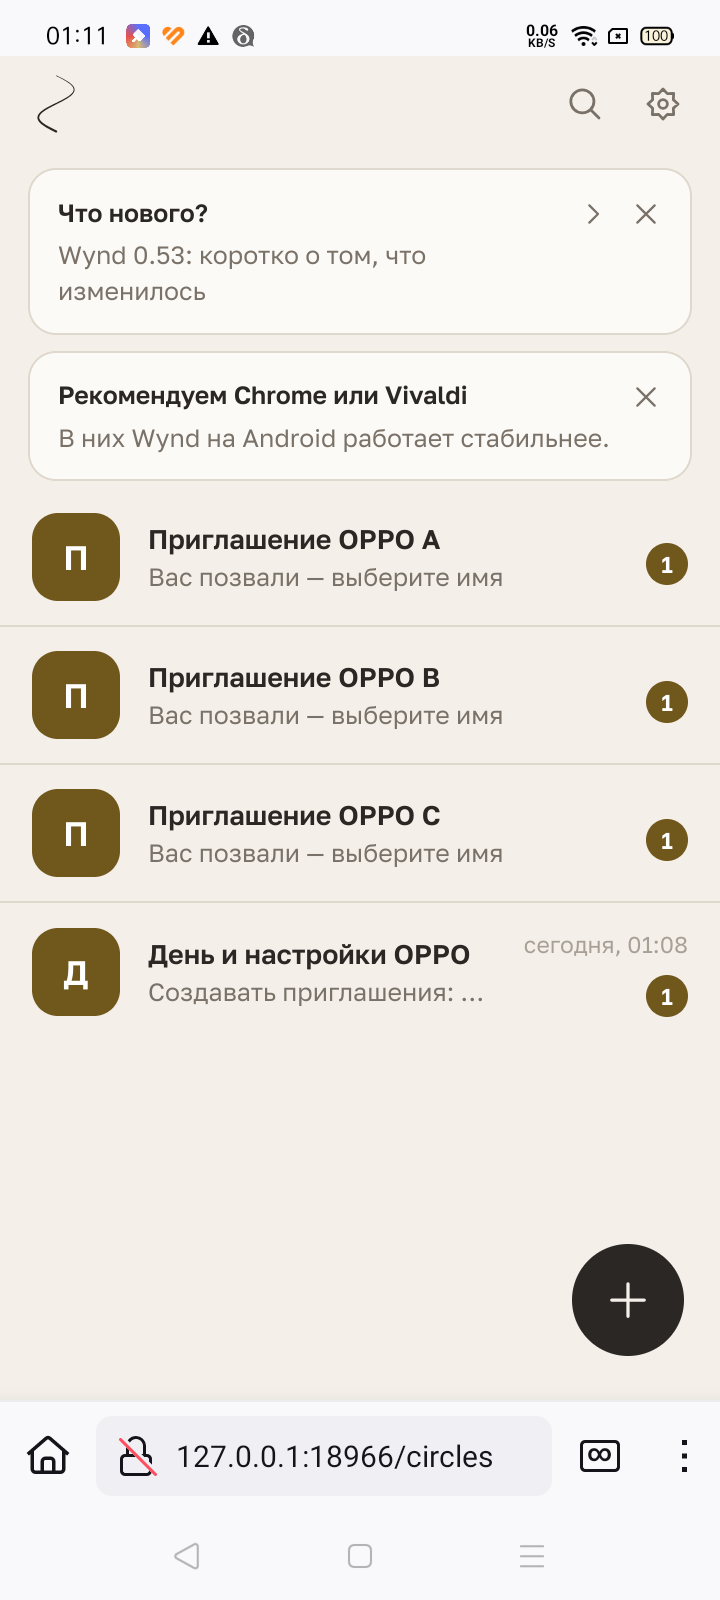 01:11
0.06 KB/S
100
Что нового?
Wynd 0.53: коротко о том, что
изменилось
Рекомендуем Chrome или Vivaldi
В них Wynd на Android работает стабильнее.
П
Приглашение OPPO A
Вас позвали — выберите имя
1
П
Приглашение OPPO B
Вас позвали — выберите имя
1
П
Приглашение OPPO C
Вас позвали — выберите имя
1
Д
День и настройки OPPO
сегодня, 01:08
Создавать приглашения: ...
1
127.0.0.1:18966/circles